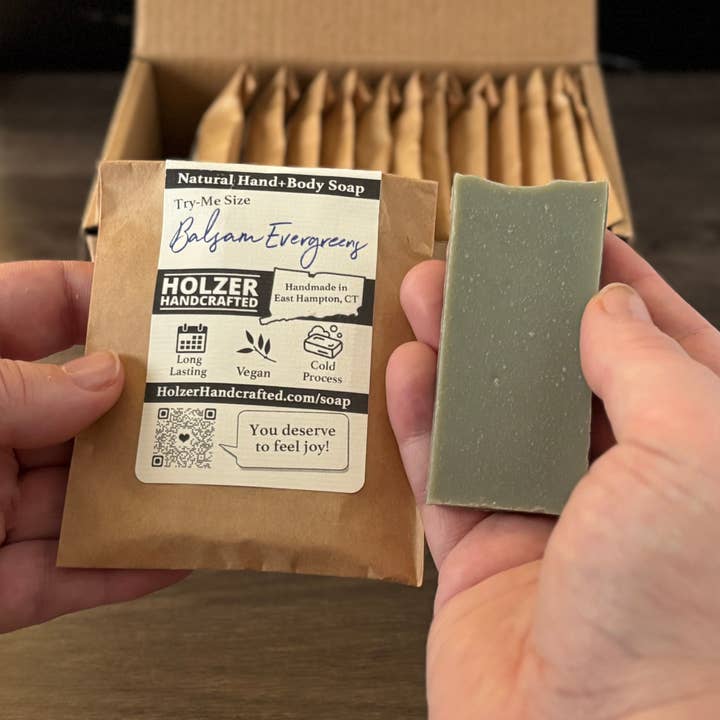 Natural Hand+Body Soap
Try-Me Size
Balsam Evergreens
HOLZER
HANDCRAFTED
Handmade in
East Hampton, CT
Long
Lasting
Vegan
Cold
Process
HolzerHandcrafted.com/soap
You deserve
to feel joy!